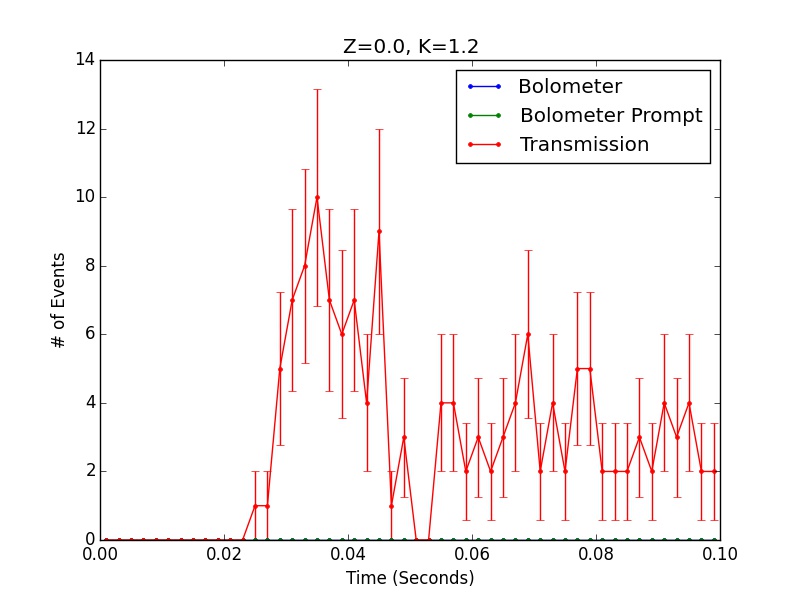 Z=0.0, K=1.2
14
12
10
8
6
4
2
0
# of Events
Bolometer
Bolometer Prompt
Transmission
0.00 0.02 0.04 0.06 0.08 0.10
Time (Seconds)